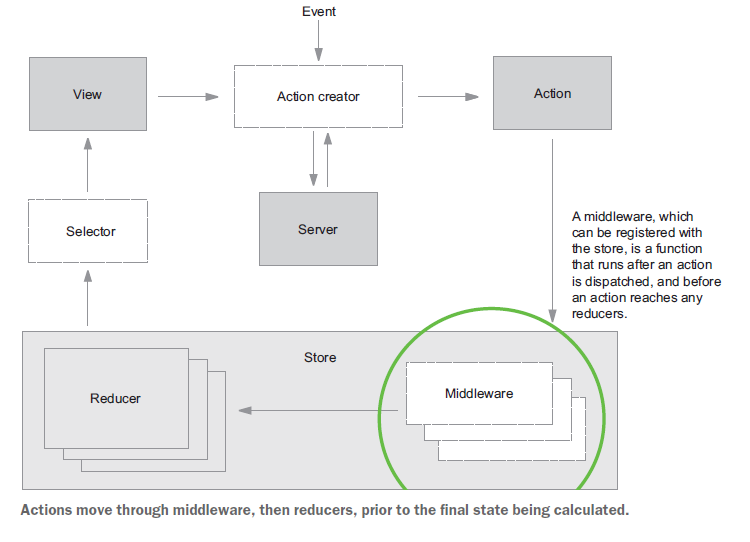 Event
View
Action creator
Action
Selector
Server
A middleware, which
can be registered with
the store, is a function
that runs after an action
is dispatched, and before
an action reaches any
reducers.
Store
Reducer
Middleware
Actions move through middleware, then reducers, prior to the final state being calculated.